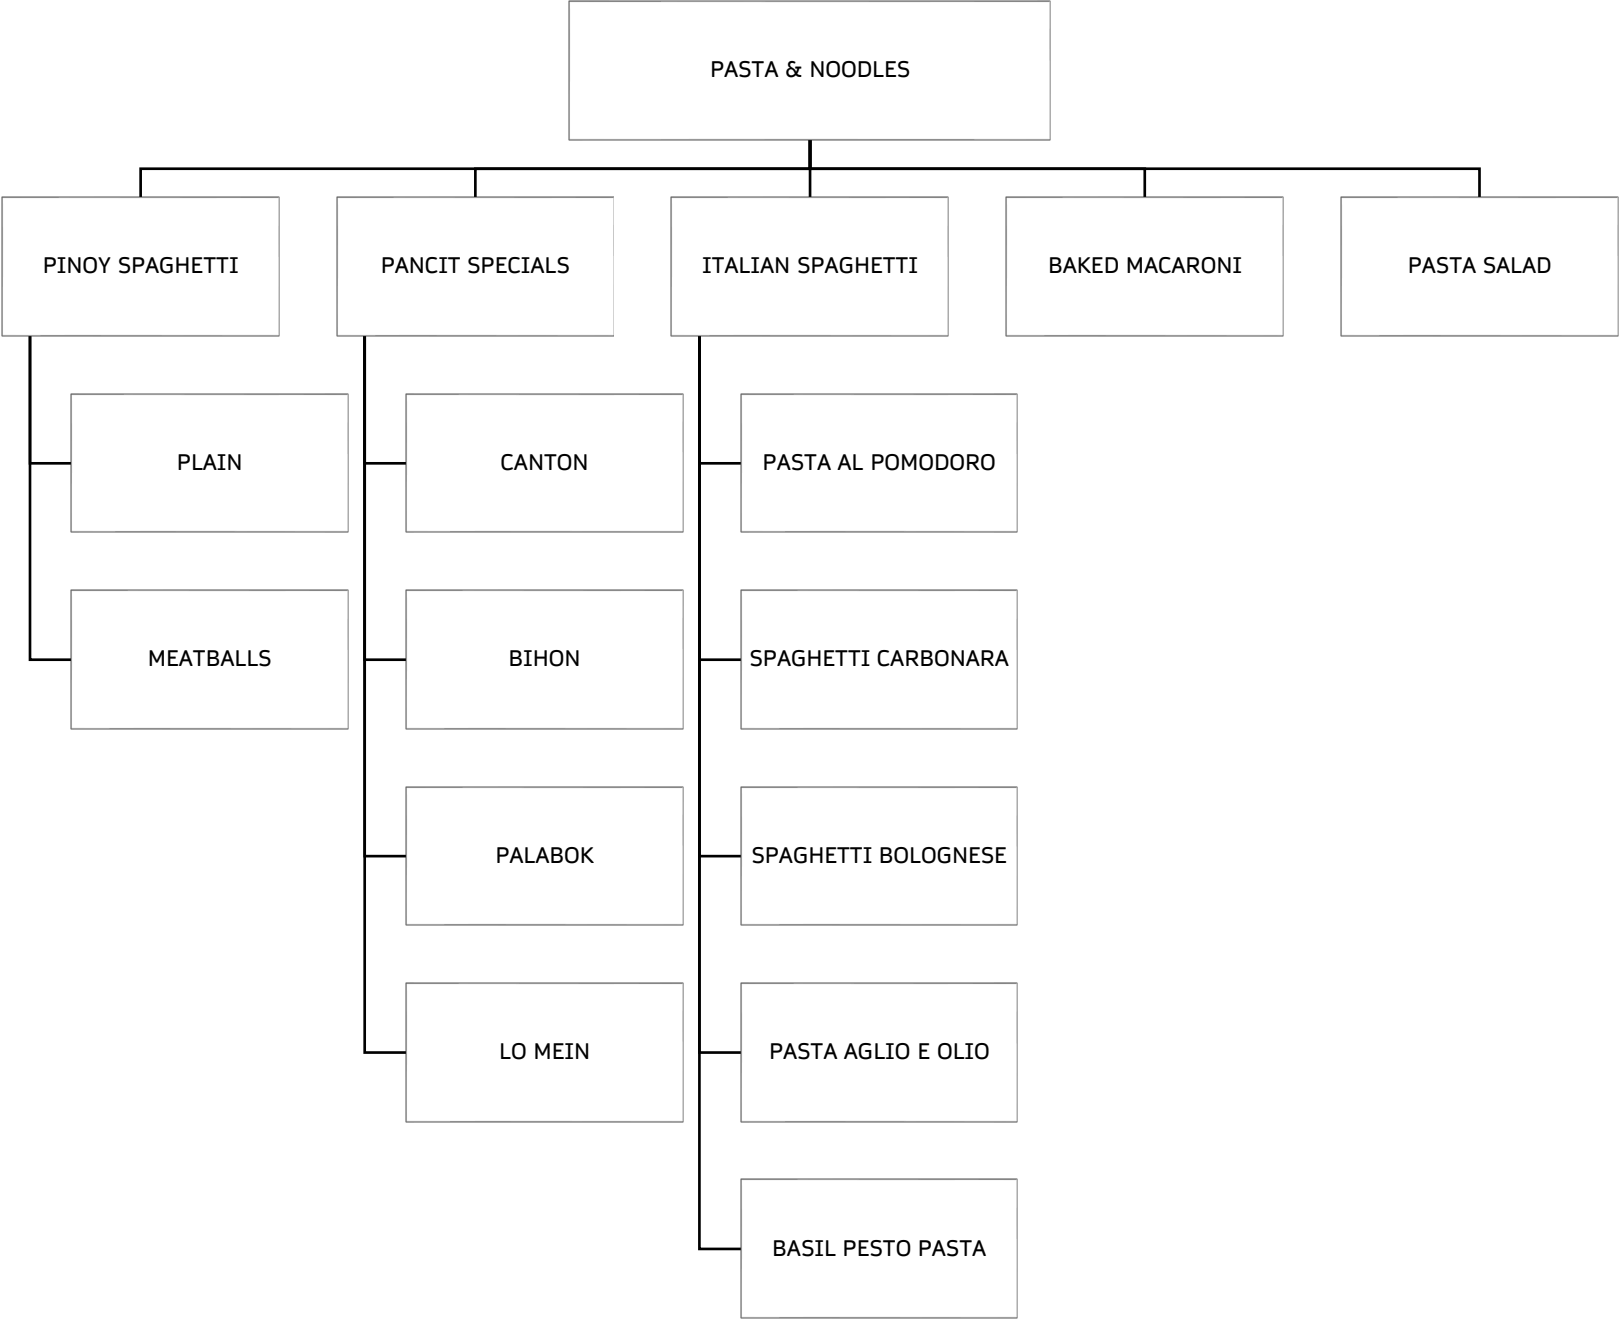 PASTA & NOODLES
PINOY SPAGHETTI
PANCIT SPECIALS
ITALIAN SPAGHETTI
BAKED MACARONI
PASTA SALAD
PLAIN
MEATBALLS
CANTON
BIHON
PALABOK
LO MEIN
PASTA AL POMODORO
SPAGHETTI CARBONARA
SPAGHETTI BOLOGNESE
PASTA AGLIO E OLIO
BASIL PESTO PASTA